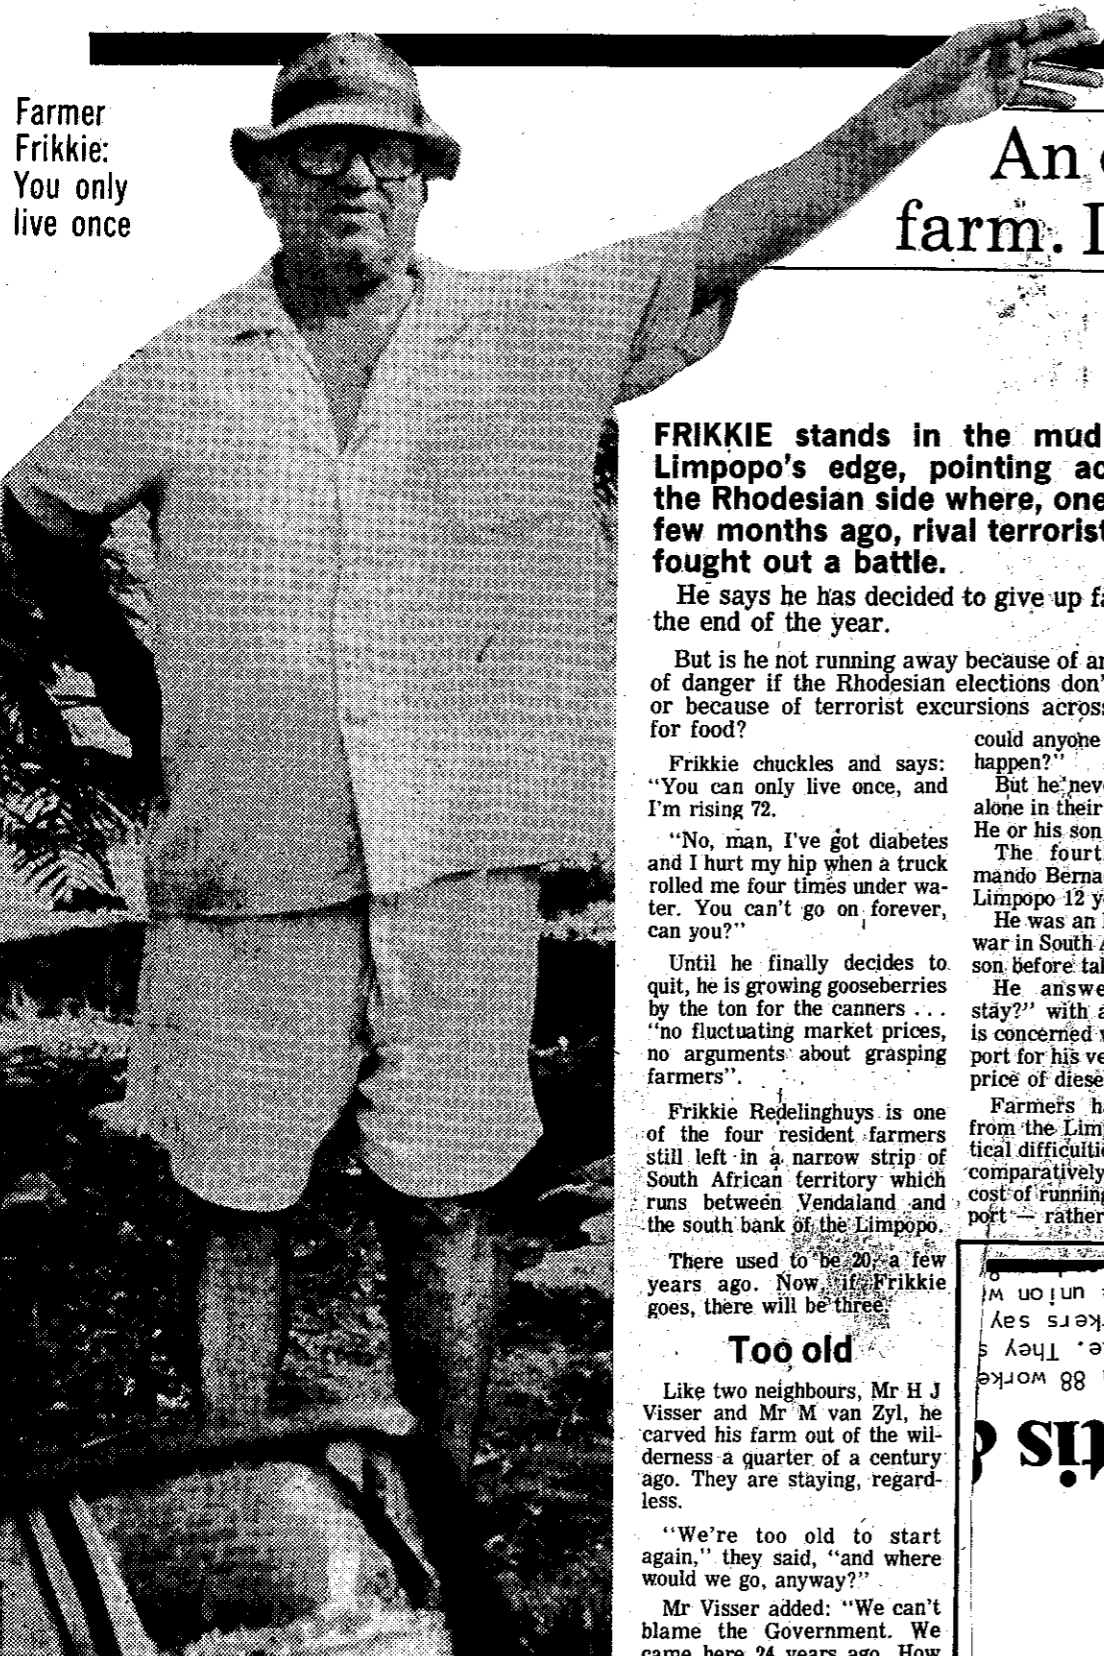 Farmer
Frikkie:
You only
live once
An
farm.
FRIKKIE stands in the mud
Limpopo's edge, pointing ac
the Rhodesian side where, one
few months ago, rival terrorist
fought out a battle.
He says he has decided to give up fa
the end of the year.
But is he not running away because of an
of danger if the Rhodesian elections don'
or because of terrorist excursions across
for food?
Frikkie chuckles and says:
"You can only live once, and
I'm rising 72.
"No, man, I've got diabetes
and I hurt my hip when a truck
rolled me four times under wa-
ter. You can't go on forever,
can you?"
Until he finally decides to
quit, he is growing gooseberries
by the ton for the canners ...
"no fluctuating market prices,
no arguments about grasping
farmers".
Frikkie Redelinghuys is one
of the four resident farmers
still left in a narrow strip of
South African territory which
runs between Vendaland and
the south bank of the Limpopo.
There used to be 20, a few
years ago. Now, if Frikkie
goes, there will be three.
Too old
Like two neighbours, Mr H J
Visser and Mr M van Zyl, he
carved his farm out of the wil-
derness a quarter of a century
ago. They are staying, regard-
less.
"We're too old to start
again," they said, "and where
would we go, anyway?"
Mr Visser added: "We can't
blame the Government. We
came here 24 years ago. How
could anyone
happen?"
But he nev
alone in their
He or his son
The fourt
mando Berna
Limpopo 12 y
He was an
war in South A
son before tal
He answe
stay?" with a
is concerned
port for his ve
price of diese
Farmers h
from the Lim
tical difficulti
comparatively
cost of running
port — rather
88 worke
e. They s
kers say
union w
tis